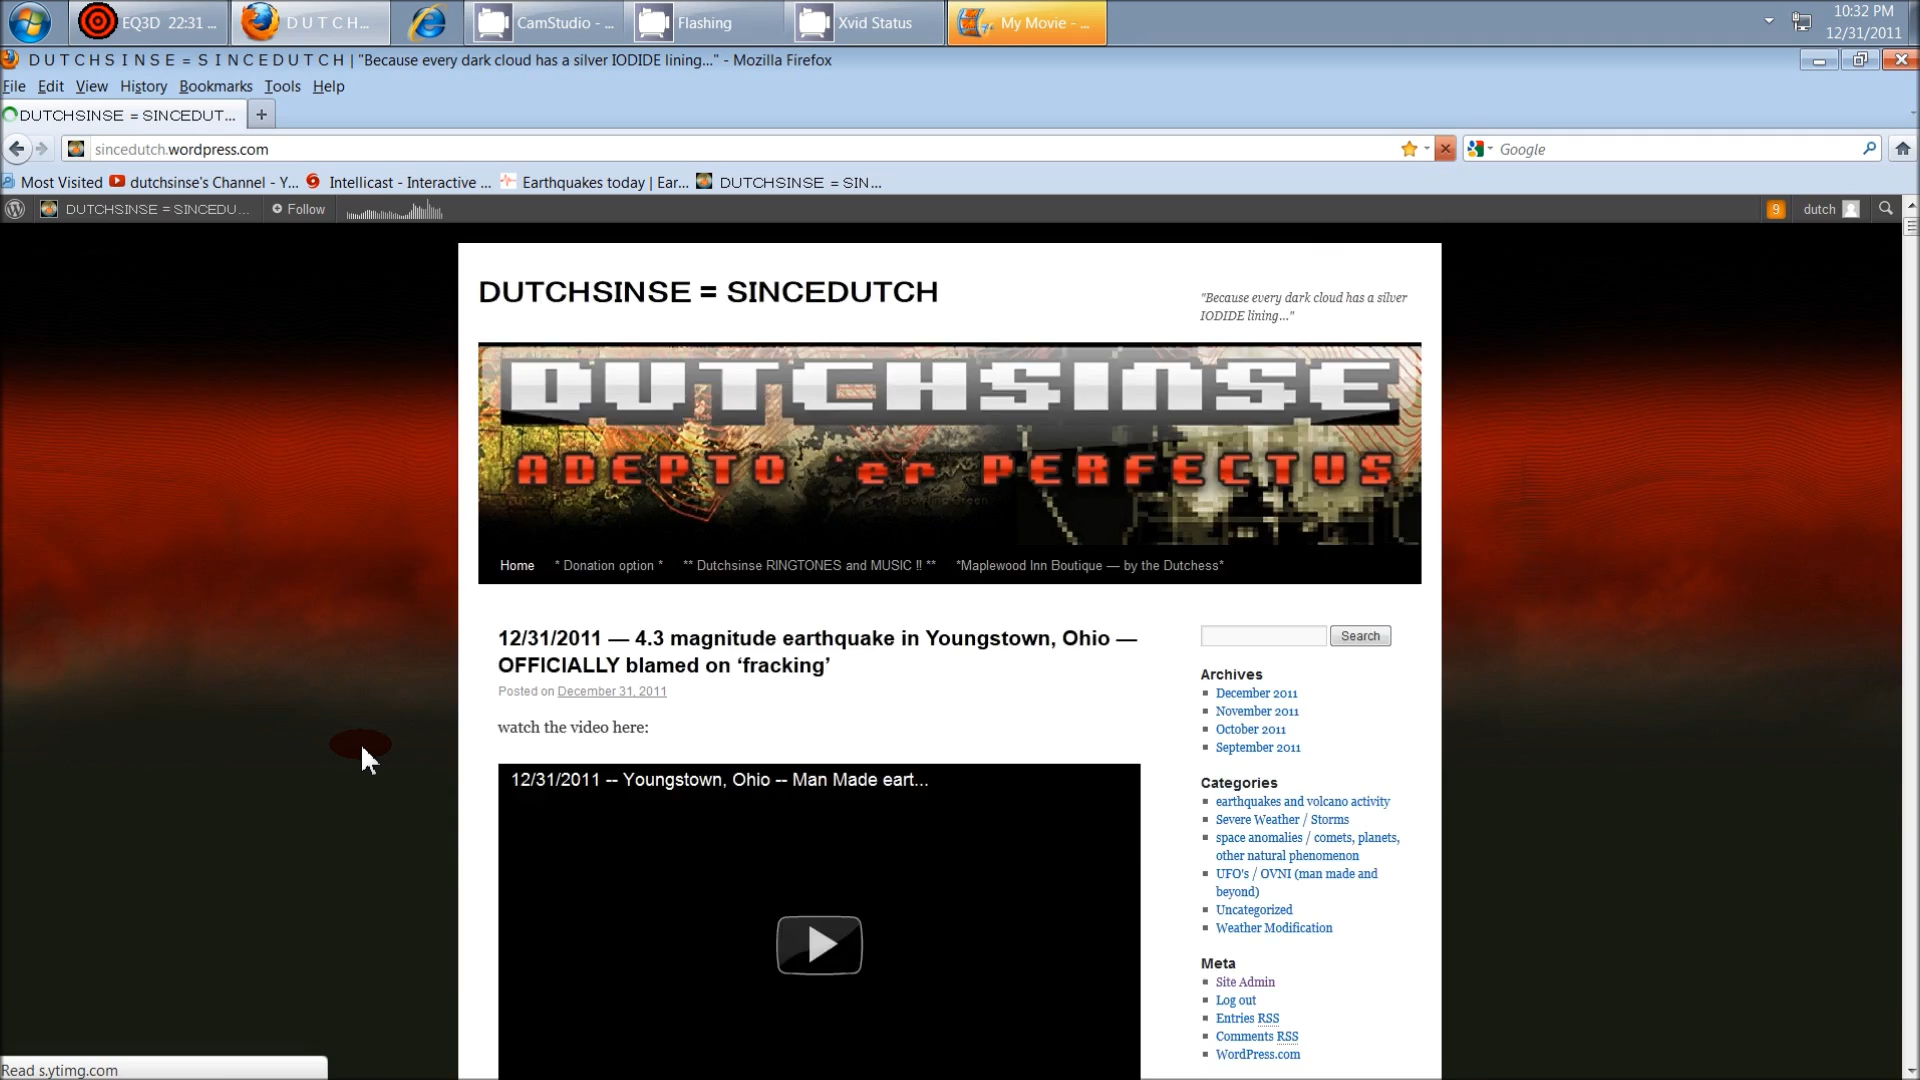 EQ3D 22:31 ...
D U T C H...
CamStudio - ...
Flashing
Xvid Status
My Movie - ...
10:32 PM
12/31/2011
D U T C H S I N S E = S I N C E D U T C H | "Because every dark cloud has a silver IODIDE lining..." - Mozilla Firefox
File Edit View History Bookmarks Tools Help
DUTCHSINSE = SINCEDUT...
sincedutch.wordpress.com
Google
Most Visited
dutchsinse's Channel - Y...
Intellicast - Interactive ...
Earthquakes today | Ear...
DUTCHSINSE = SIN...
DUTCHSINSE = SINCEDU...
Follow
9
dutch
DUTCHSINSE = SINCEDUTCH
"Because every dark cloud has a silver
IODIDE lining..."
DUTCHSINSE
ADEPTO 'er PERFECTUS
Home
* Donation option *
** Dutchsinse RINGTONES and MUSIC !! **
*Maplewood Inn Boutique — by the Dutchess*
12/31/2011 — 4.3 magnitude earthquake in Youngstown, Ohio —
OFFICIALLY blamed on ‘fracking’
Posted on December 31, 2011
watch the video here:
12/31/2011 -- Youngstown, Ohio -- Man Made eart...
Search
Archives
December 2011
November 2011
October 2011
September 2011
Categories
earthquakes and volcano activity
Severe Weather / Storms
space anomalies / comets, planets,
other natural phenomenon
UFO's / OVNI (man made and
beyond)
Uncategorized
Weather Modification
Meta
Site Admin
Log out
Entries RSS
Comments RSS
WordPress.com
Read s.ytimg.com